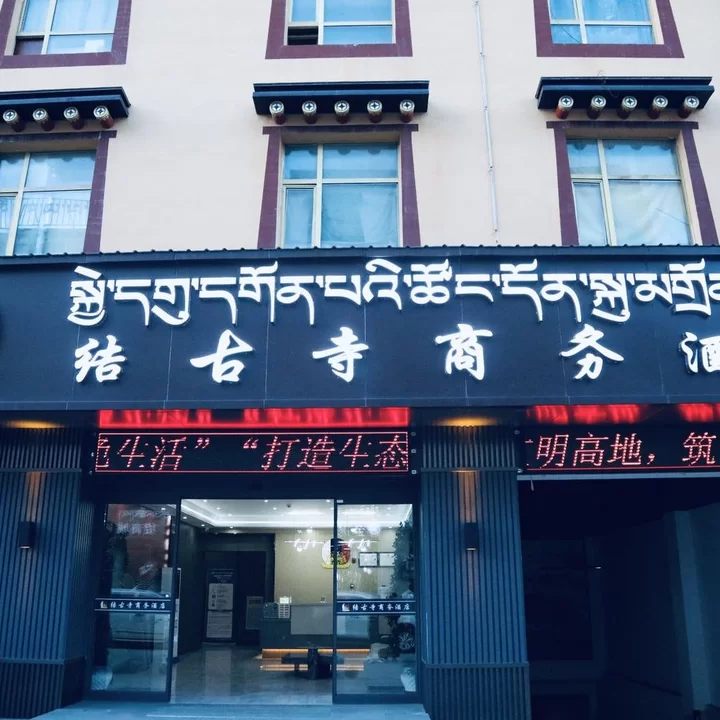 སྐྱེ་དགུ་དགོན་པའི་ཚོང་དོན་སྐུ་མགྲོན
结古寺商务酒
生活” “打造生态
明高地，筑
结古寺商务酒店
结古寺商务酒店